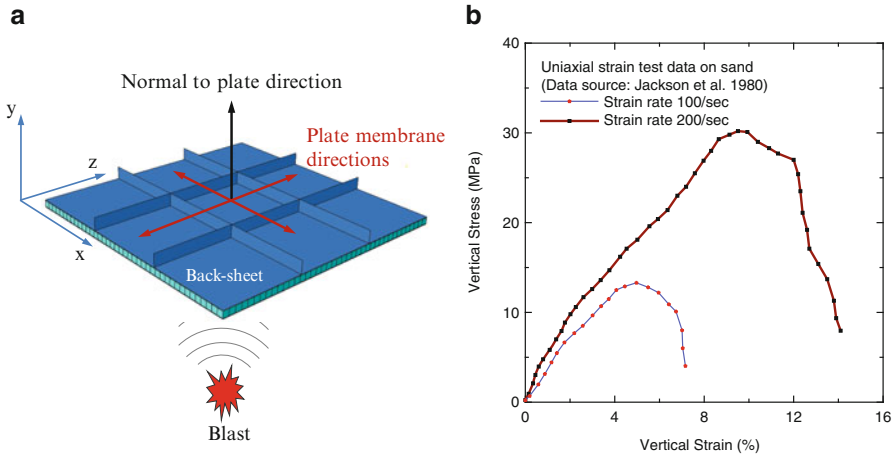 a
Normal to plate direction
y
z
x
Plate membrane
directions
Back-sheet
Blast
b
40
30
20
10
0
Vertical Stress (MPa)
Uniaxial strain test data on sand
(Data source: Jackson et al. 1980)
Strain rate 100/sec
Strain rate 200/sec
0
4
8
12
16
Vertical Strain (%)